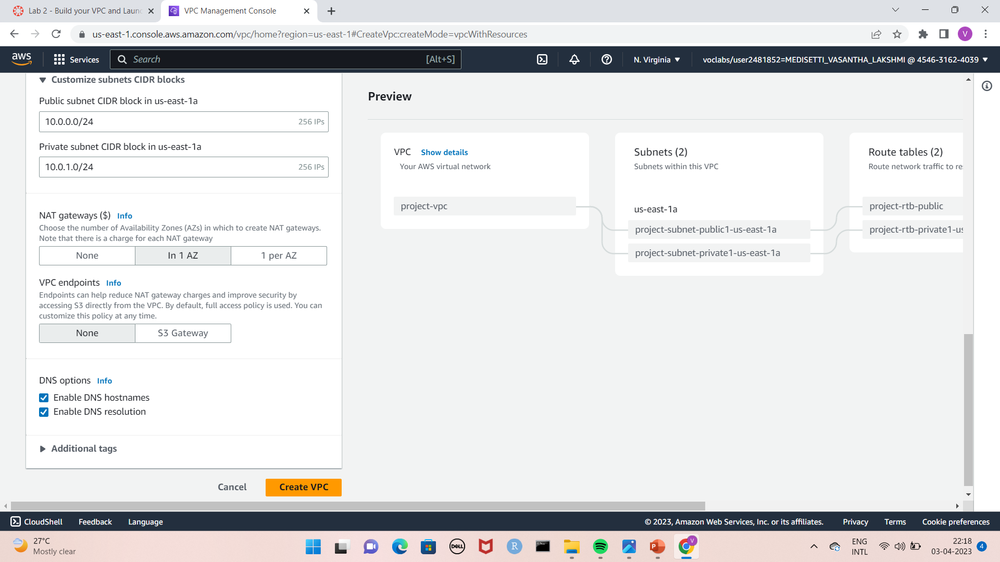 Lab 2 - Build your VPC and Laun
VPC Management Console
us-east-1.console.aws.amazon.com/vpc/home?region=us-east-1#CreateVpc:createMode=vpcWithResources
V
aws
Services
Search
[Alt+S]
N. Virginia
voclabs/user2481852=MEDISETTI_VASANTHA_LAKSHMI @ 4546-3162-4039
Customize subnets CIDR blocks
Public subnet CIDR block in us-east-1a
10.0.0.0/24
256 IPs
Private subnet CIDR block in us-east-1a
10.0.1.0/24
256 IPs
NAT gateways ($) Info
Choose the number of Availability Zones (AZs) in which to create NAT gateways.
Note that there is a charge for each NAT gateway
None
In 1 AZ
1 per AZ
VPC endpoints Info
Endpoints can help reduce NAT gateway charges and improve security by
accessing S3 directly from the VPC. By default, full access policy is used. You can
customize this policy at any time.
None
S3 Gateway
DNS options Info
Enable DNS hostnames
Enable DNS resolution
Additional tags
Cancel
Create VPC
Preview
VPC Show details
Your AWS virtual network
project-vpc
Subnets (2)
Subnets within this VPC
us-east-1a
project-subnet-public1-us-east-1a
project-subnet-private1-us-east-1a
Route tables (2)
Route network traffic to re
project-rtb-public
project-rtb-private1-us
CloudShell
Feedback
Language
© 2023, Amazon Web Services, Inc. or its affiliates.
Privacy
Terms
Cookie preferences
27°C
Mostly clear
DELL
R
P
V
ENG
INTL
22:18
03-04-2023
4